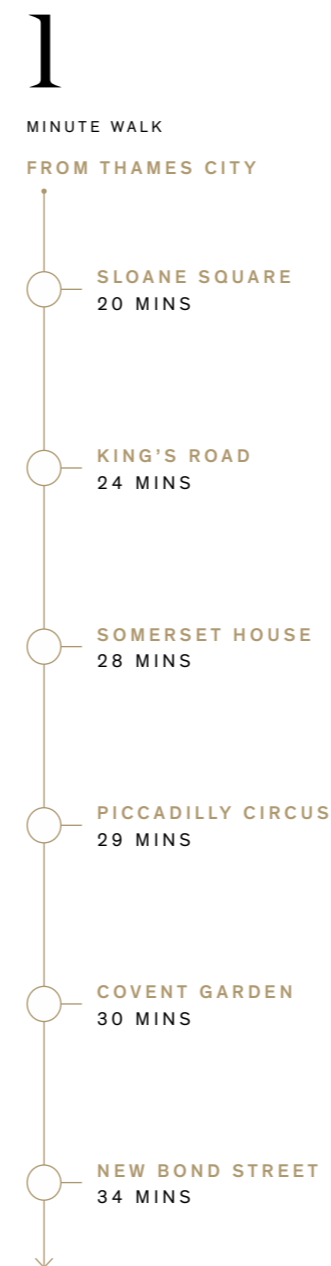 1
MINUTE WALK
FROM THAMES CITY
SLOANE SQUARE
20 MINS
KING'S ROAD
24 MINS
SOMERSET HOUSE
28 MINS
PICCADILLY CIRCUS
29 MINS
COVENT GARDEN
30 MINS
NEW BOND STREET
34 MINS